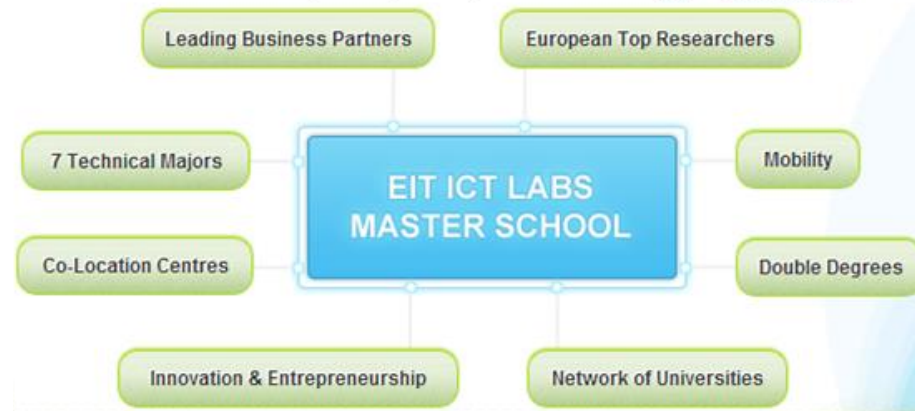 Leading Business Partners
European Top Researchers
7 Technical Majors
Mobility
EIT ICT LABS
MASTER SCHOOL
Co-Location Centres
Double Degrees
Innovation & Entrepreneurship
Network of Universities